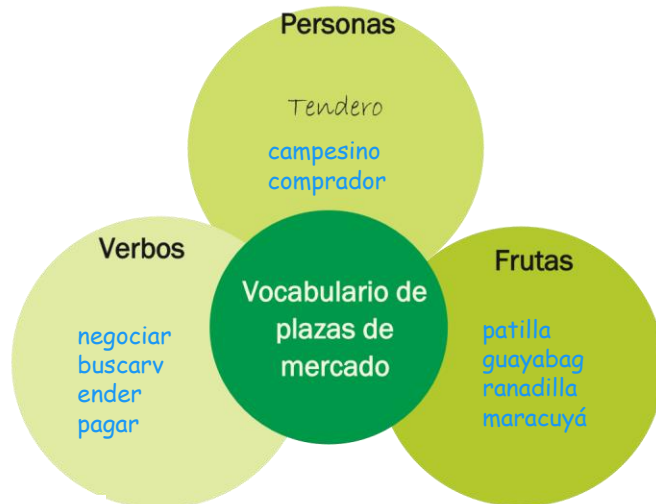 Personas
Tendero
campesino
comprador
Verbos
negociar
buscarv
ender
pagar
Vocabulario de
plazas de
mercado
Frutas
patilla
guayabag
ranadilla
maracuyá